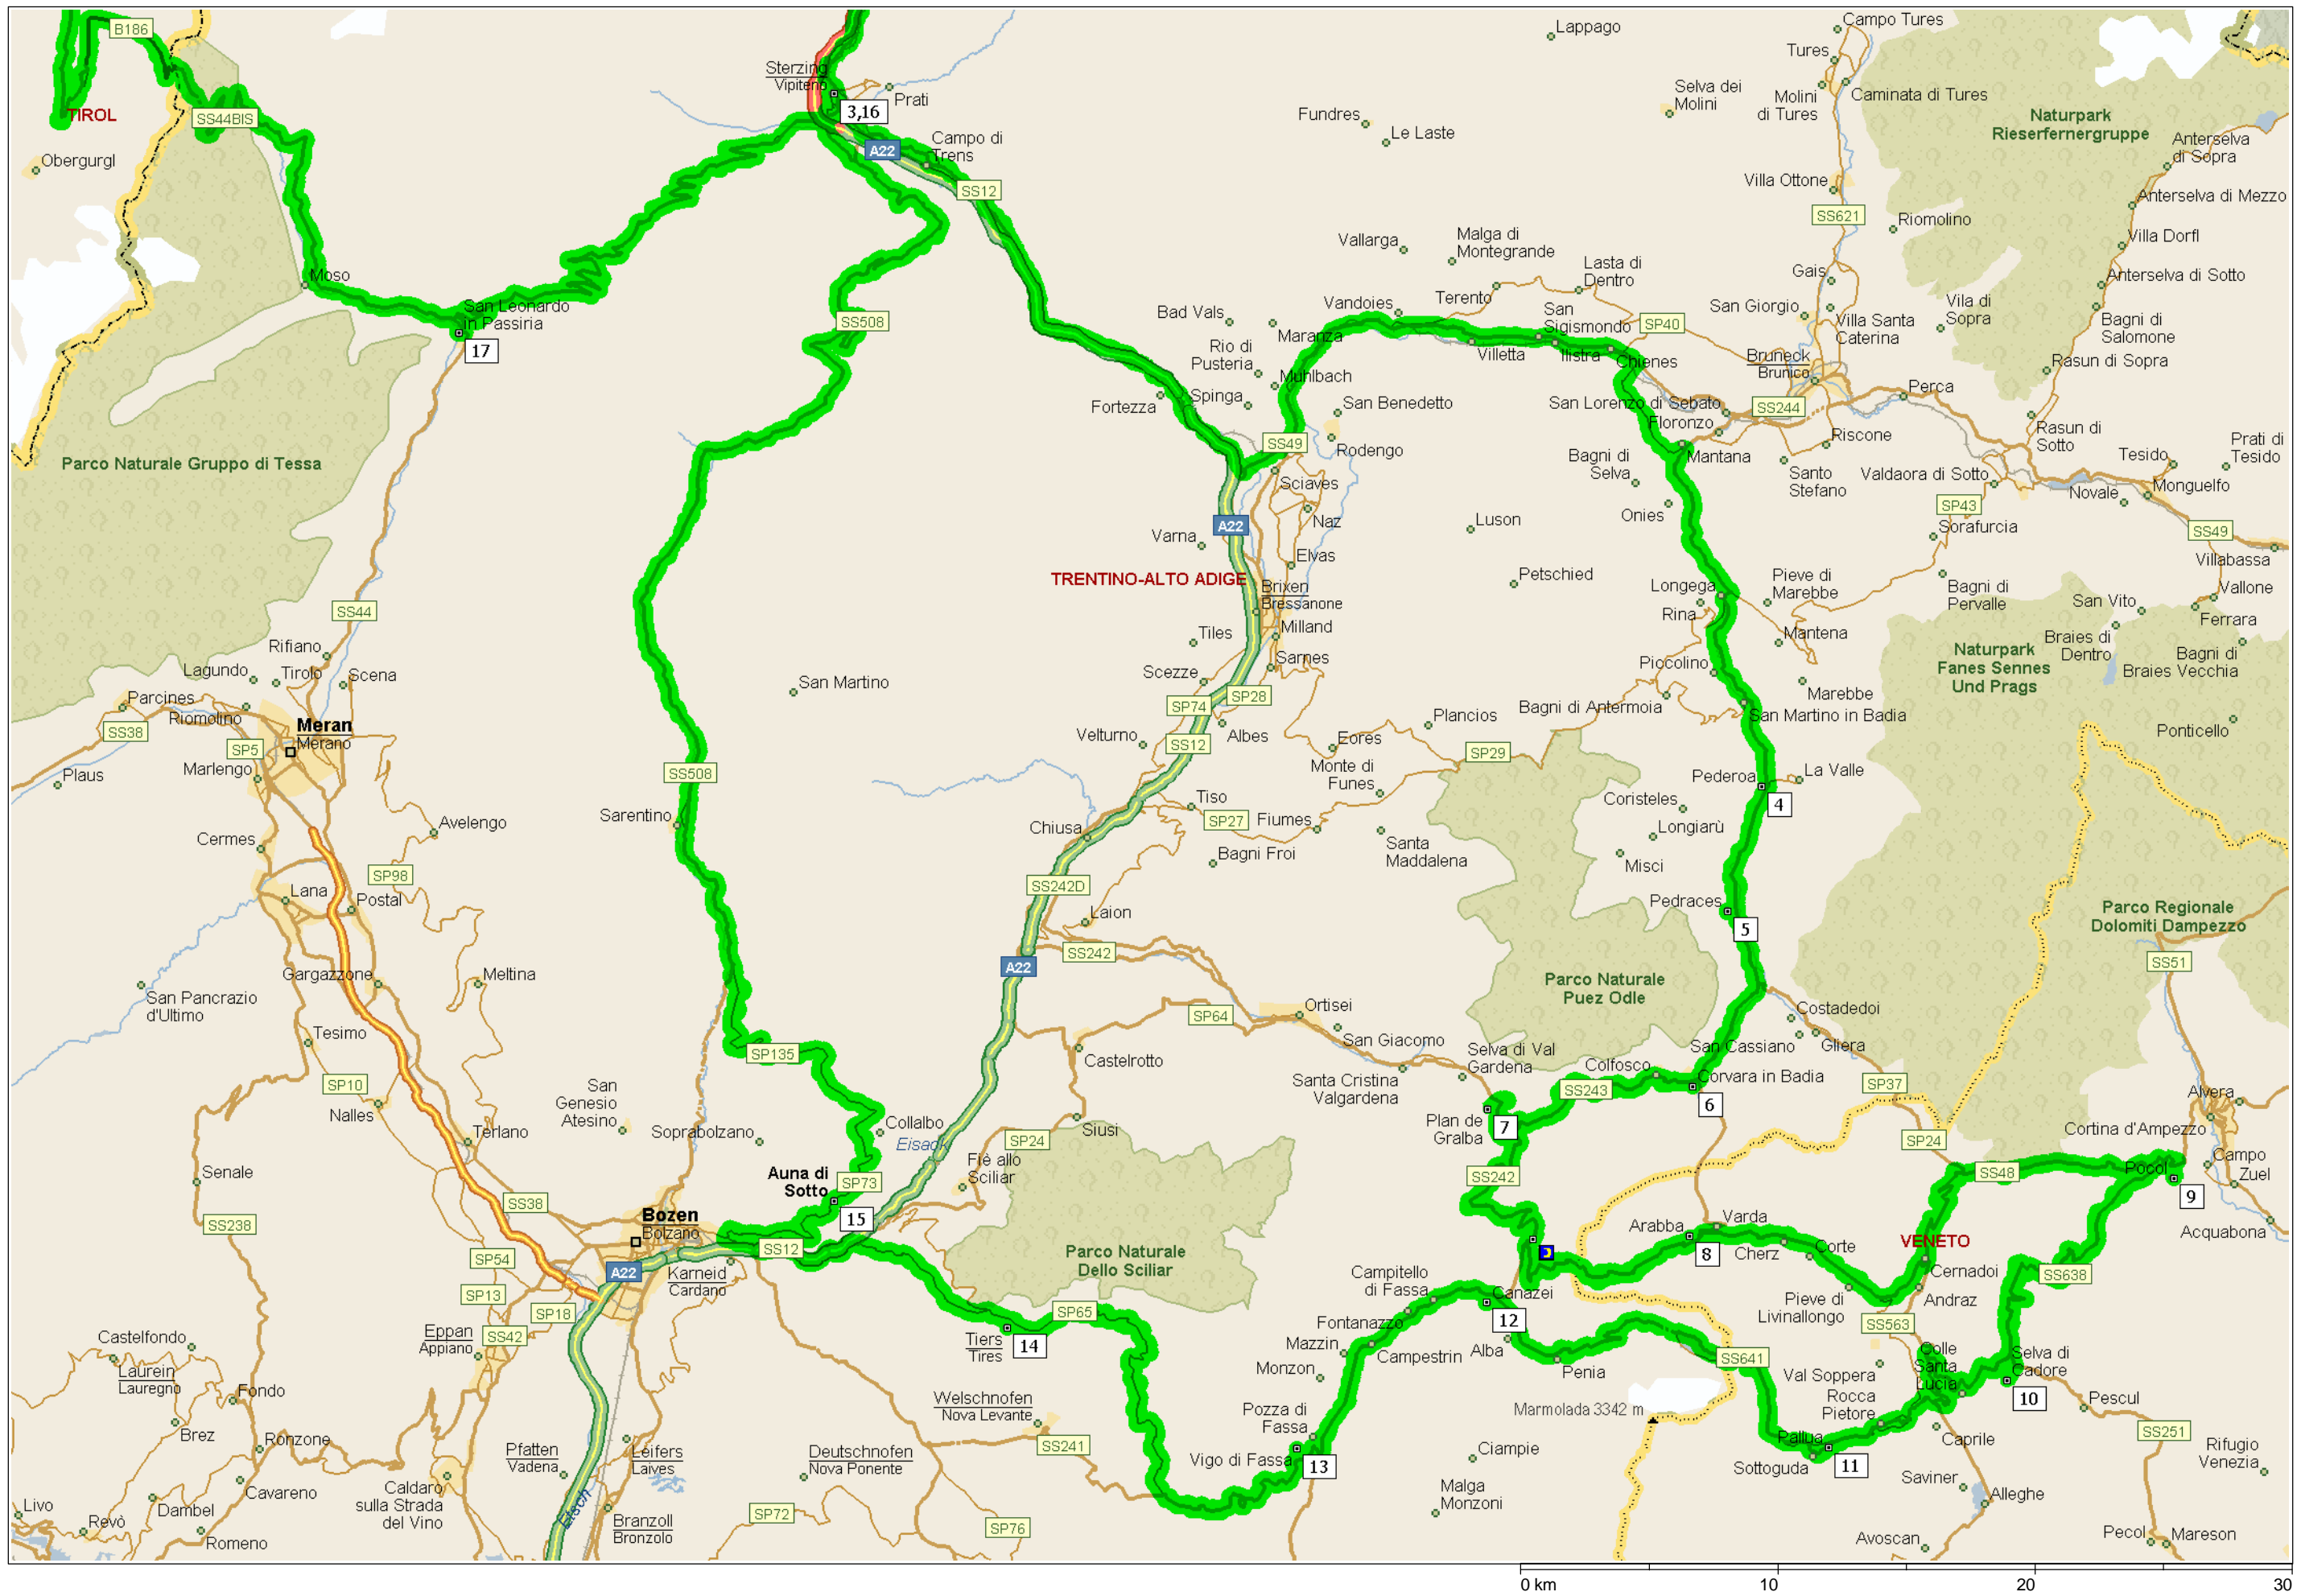 B186
TIROL
SS44BIS
Obergurgl
Sterzing
Vipiteno
Prati
3,16
A22
Campo di
Trens
SS12
Lappago
Campo Tures
Tures
Molini
di Tures
Caminata di Tures
Selva dei
Molini
Naturpark
Rieserfernergruppe
Fundres
Le Laste
Anterselva
di Sopra
Villa Ottone
Anterselva di Mezzo
SS621
Riomolino
Villa Dorfl
Vallarga
Malga di
Montegrande
Lasta di
Dentro
Gais
Anterselva di Sotto
Moso
San Leonardo
in Passiria
17
SS508
Bad Vals
Vandoies
Terento
San
Sigismondo
SP40
San Giorgio
Villa Santa
Caterina
Vila di
Sopra
Bagni di
Salomone
Maranza
Rio di
Pusteria
Muhlbach
Villetta
Ilistra
Chienes
Bruneck
Brunico
Rasun di Sopra
Perca
Fortezza
Spinga
San Benedetto
San Lorenzo di Sebato
SS244
Floronzo
Riscone
Rasun di
Sotto
Prati di
Tesido
SS49
Rodengo
Mantana
Bagni di
Selva
Santo
Stefano
Valdaora di Sotto
Tesido
Monguelfo
Novale
Parco Naturale Gruppo di Tessa
Sciaves
Naz
Onies
SP43
Sorafurcia
SS49
Villabassa
A22
Varna
Luson
Elvas
TRENTINO-ALTO ADIGE
Brixen
Bressanone
Petschied
Longega
Rina
Pieve di
Marebbe
Bagni di
Pervalle
San Vito
Vallone
Ferrara
SS44
Rifiano
Tiles
Milland
Mantena
Naturpark
Fanes Sennes
Und Prags
Braies di
Dentro
Bagni di
Braies Vecchia
Lagundo
Tirolo
Scena
San Martino
Scezze
Sarnes
Piccolino
Marebbe
Parcines
Riomolino
SS38
Meran
Merano
SP5
Marlengo
Plaus
SP74
SP28
Bagni di Antermoia
San Martino in Badia
Velturno
SS12
Albes
Plancios
Eores
SP29
Ponticello
SS508
Monte di
Funes
Pederoa
La Valle
4
Sarentino
Avelengo
Cermes
Tiso
SP27
Fiumes
Chiusa
Bagni Froi
Santa
Maddalena
Coristeles
Longiarù
Misci
SP98
Lana
Postal
SS242D
Laion
Pedraces
5
Parco Regionale
Dolomiti Dampezzo
SS242
A22
SS51
Gargazzone
Meltina
San Pancrazio
d'Ultimo
Parco Naturale
Puez Odle
Ortisei
SP64
San Giacomo
Costadedoi
San Cassiano
Gliera
Tesimo
SP135
Castelrotto
Selva di Val
Gardena
Colfosco
Corvara in Badia
SP10
Nalles
San
Genesio
Atesino
Santa Cristina
Valgardena
SS243
6
SP37
Alvera
Terlano
Soprabolzano
Collalbo
Eisack
SP24
Siusi
Plan de
Gralba
7
SP24
Cortina d'Ampezzo
Senale
Auna di
Sotto
SP73
Fiè allo
Sciliar
SS242
SS48
Pocol
Campo
Zuel
9
SS38
Bozen
Bolzano
15
SS238
SS12
Arabba
Varda
8
Cherz
Corte
VENETO
Acquabona
SP54
A22
Karneid
Cardano
Parco Naturale
Dello Sciliar
Cernadoi
SS638
SP13
SP18
Campitello
di Fassa
Canazei
12
Pieve di
Livinallongo
Andraz
SS563
Eppan
Appiano
SS42
Tiers
Tires
14
SP65
Fontanazzo
Mazzin
Campestrin
Alba
Castelfondo
Laurein
Lauregno
Monzon
Penia
SS641
Val Soppera
Colle
Santa
Lucia
Selva di
Cadore
10
Rocca
Pietore
Pescul
Fondo
Welschnofen
Nova Levante
Marmolada 3342 m
Brez
Ronzone
Pozza di
Fassa
SS241
Pallua
Caprile
SS251
Pfatten
Vadena
Leifers
Laives
Deutschnofen
Nova Ponente
Vigo di Fassa
13
Ciampie
Sottoguda
11
Rifugio
Venezia
Cavareno
Caldaro
sulla Strada
del Vino
Malga
Monzoni
Saviner
Alleghe
Livo
Dambel
Revò
Romeno
Etsch
Branzoll
Bronzolo
SP72
SP76
Avoscan
Pecol
Mareson
0 km
10
20
30